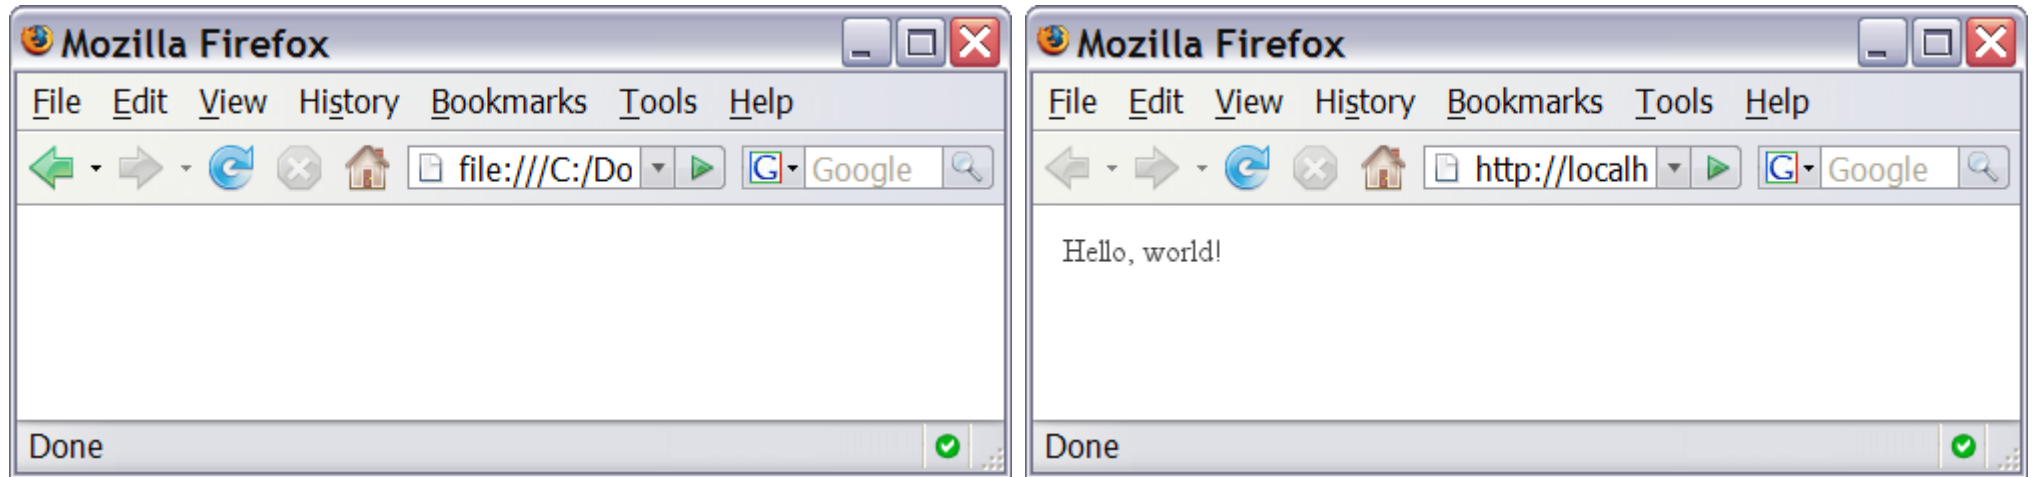 Mozilla Firefox
File Edit View History Bookmarks Tools Help
file:///C:/Do G Google
Done
Mozilla Firefox
File Edit View History Bookmarks Tools Help
http://localh G Google
Hello, world!
Done